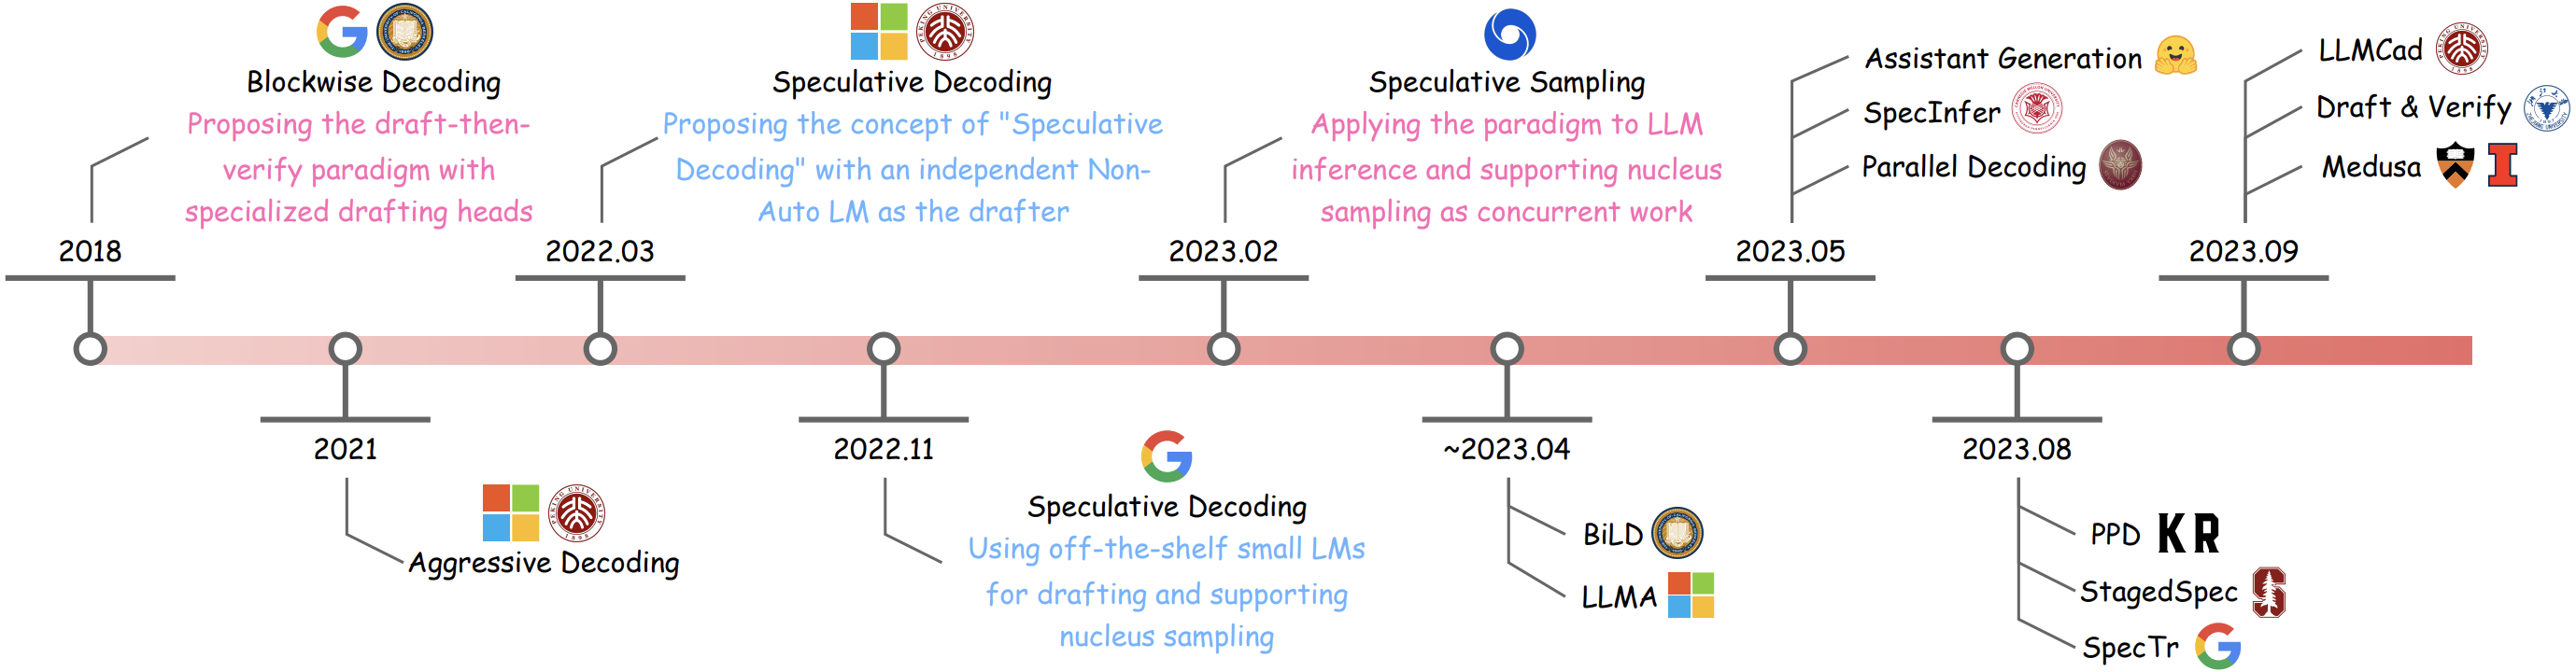 Blockwise Decoding
Proposing the draft-then-
verify paradigm with
specialized drafting heads
2018
Speculative Decoding
Proposing the concept of "Speculative
Decoding" with an independent Non-
Auto LM as the drafter
2022.03
Speculative Sampling
Applying the paradigm to LLM
inference and supporting nucleus
sampling as concurrent work
2023.02
Assistant Generation
SpecInfer
Parallel Decoding
2023.05
LLMCad
Draft & Verify
Medusa
2023.09
2021
Aggressive Decoding
2022.11
Speculative Decoding
Using off-the-shelf small LMs
for drafting and supporting
nucleus sampling
~2023.04
BiLD
LLMA
2023.08
PPD KR
StagedSpec
SpecTr